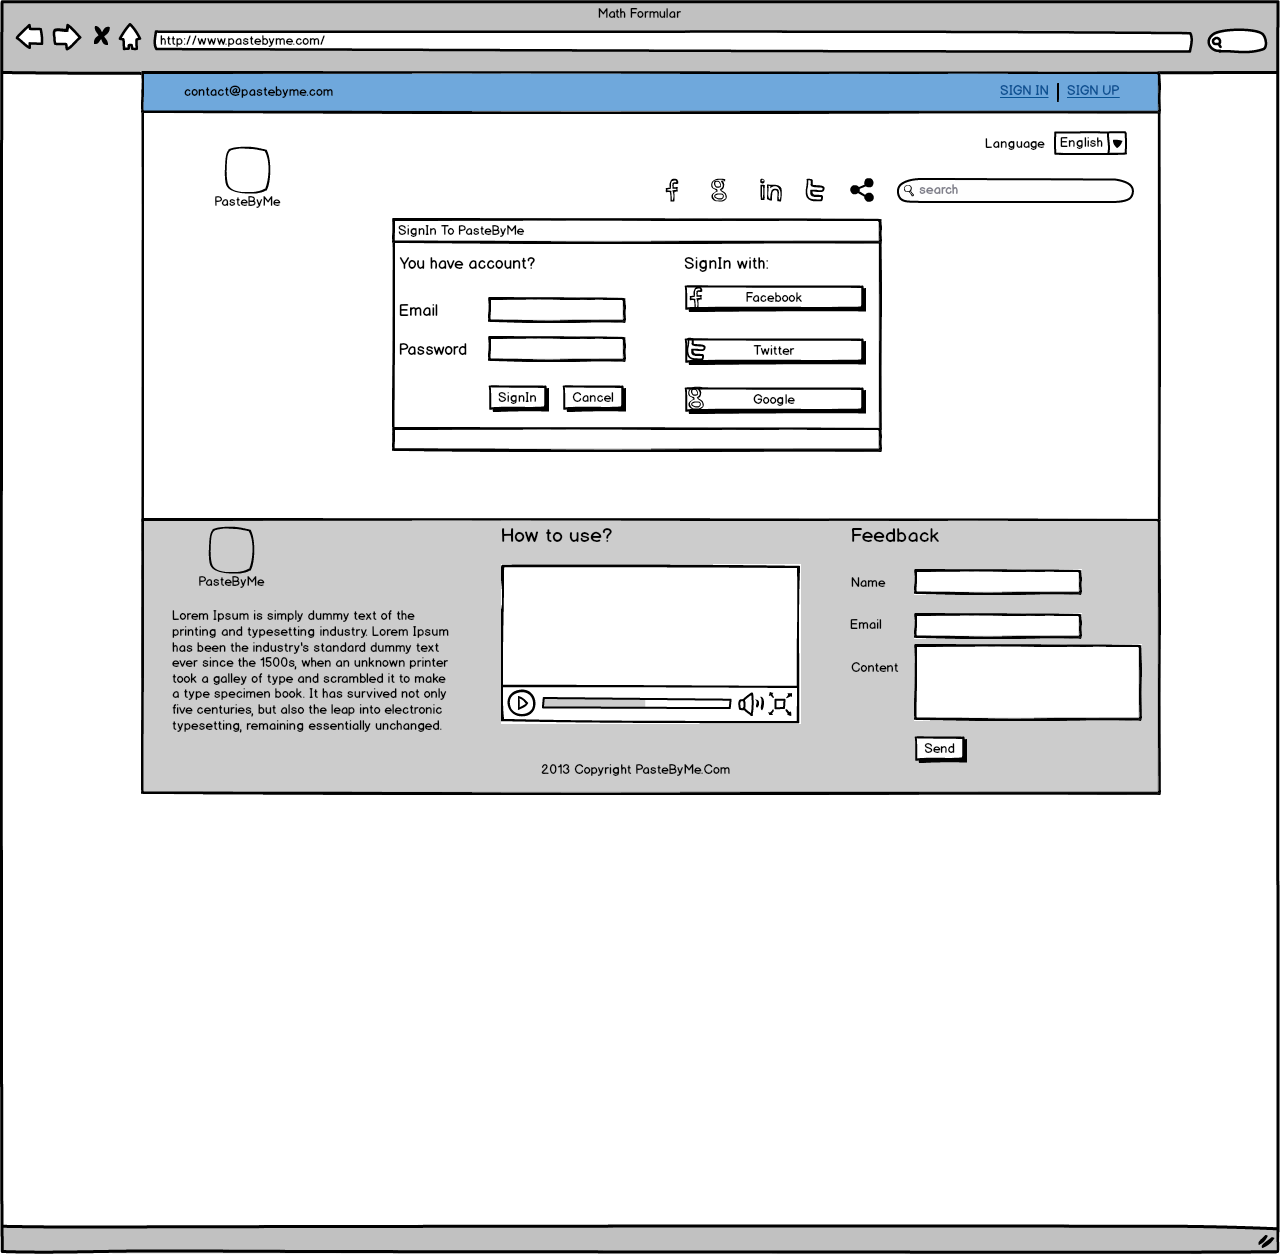 Math Formular
http://www.pastebyme.com/
contact@pastebyme.com
SIGN IN
SIGN UP
Language
English
PasteByMe
search
SignIn To PasteByMe
You have account?
SignIn with:
Email
Facebook
Password
Twitter
SignIn
Cancel
Google
PasteByMe
Lorem Ipsum is simply dummy text of the
printing and typesetting industry. Lorem Ipsum
has been the industry's standard dummy text
ever since the 1500s, when an unknown printer
took a galley of type and scrambled it to make
a type specimen book. It has survived not only
five centuries, but also the leap into electronic
typesetting, remaining essentially unchanged.
How to use?
Feedback
Name
Email
Content
Send
2013 Copyright PasteByMe.Com